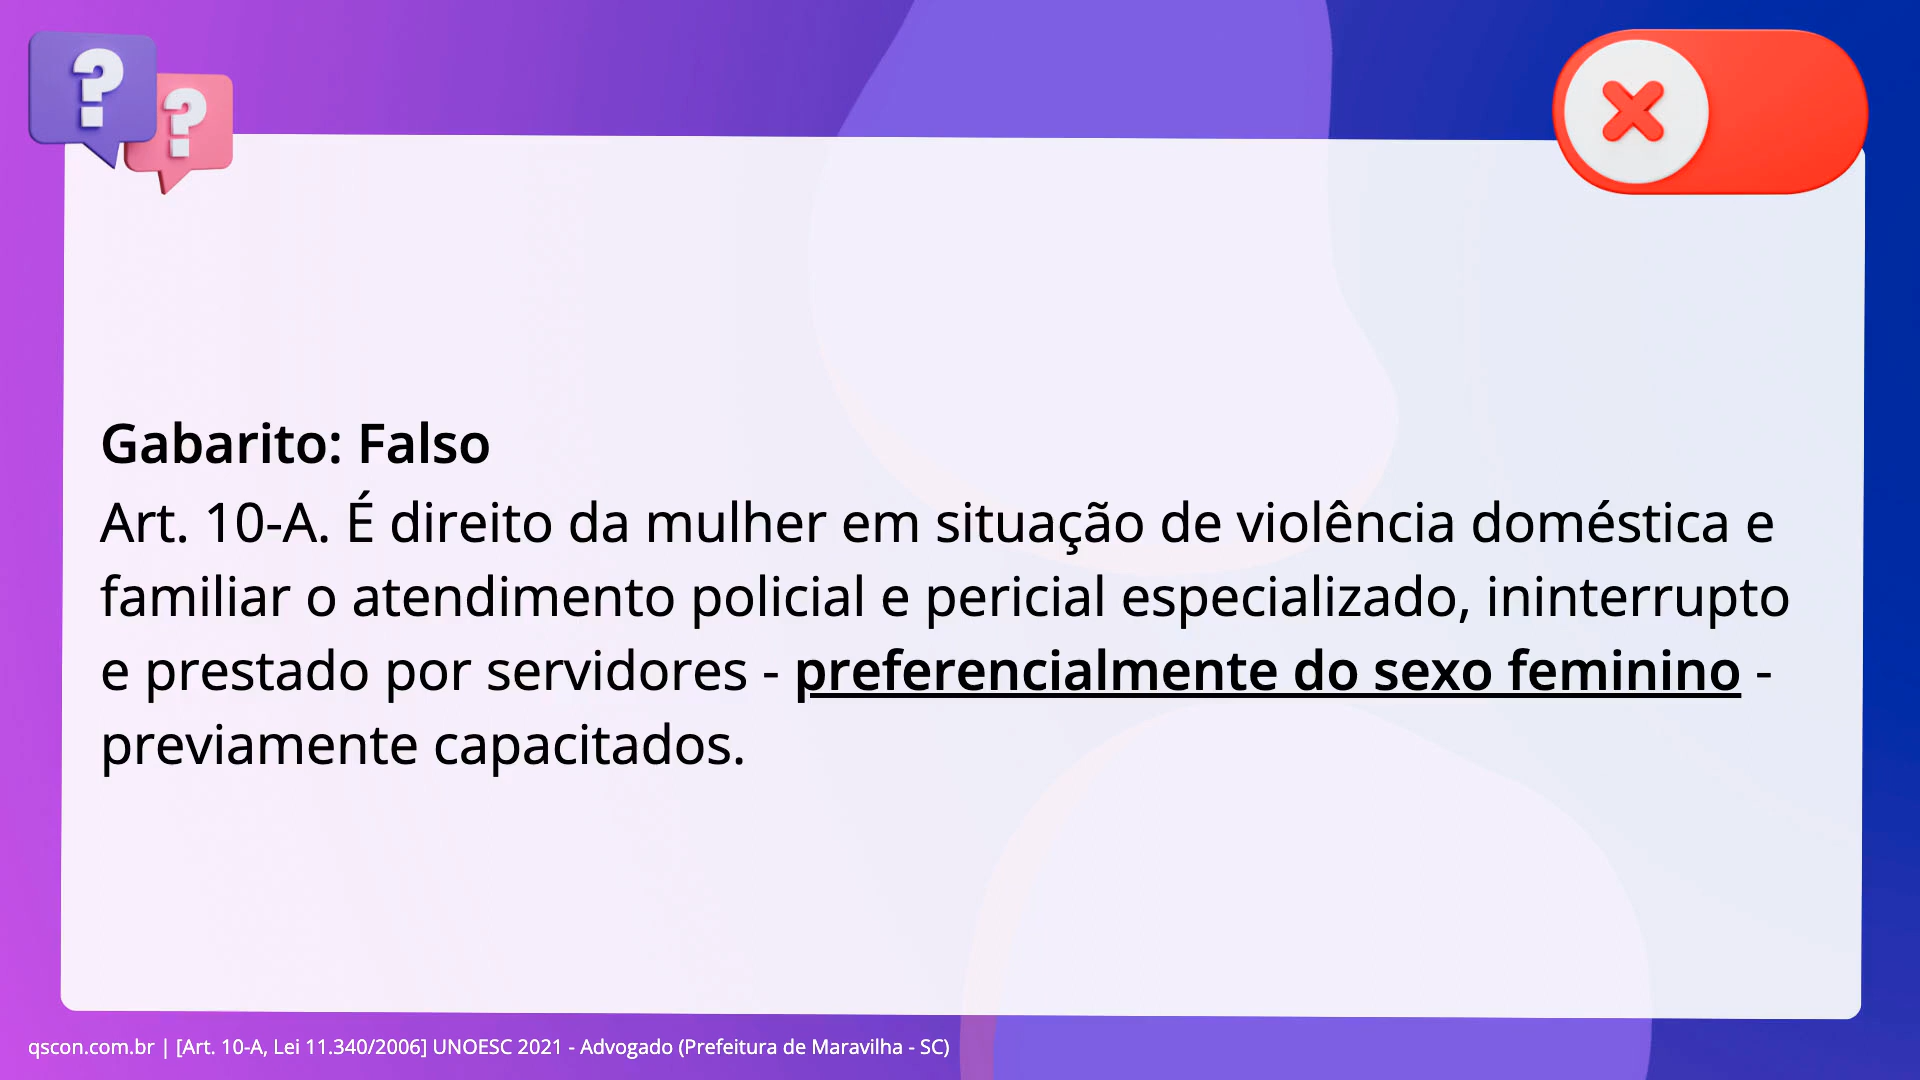 Gabarito: Falso
Art. 10-A. É direito da mulher em situação de violência doméstica e
familiar o atendimento policial e pericial especializado, ininterrupto
e prestado por servidores - preferencialmente do sexo feminino -
previamente capacitados.
qscon.com.br | [Art. 10-A, Lei 11.340/2006] UNOESC 2021 - Advogado (Prefeitura de Maravilha - SC)